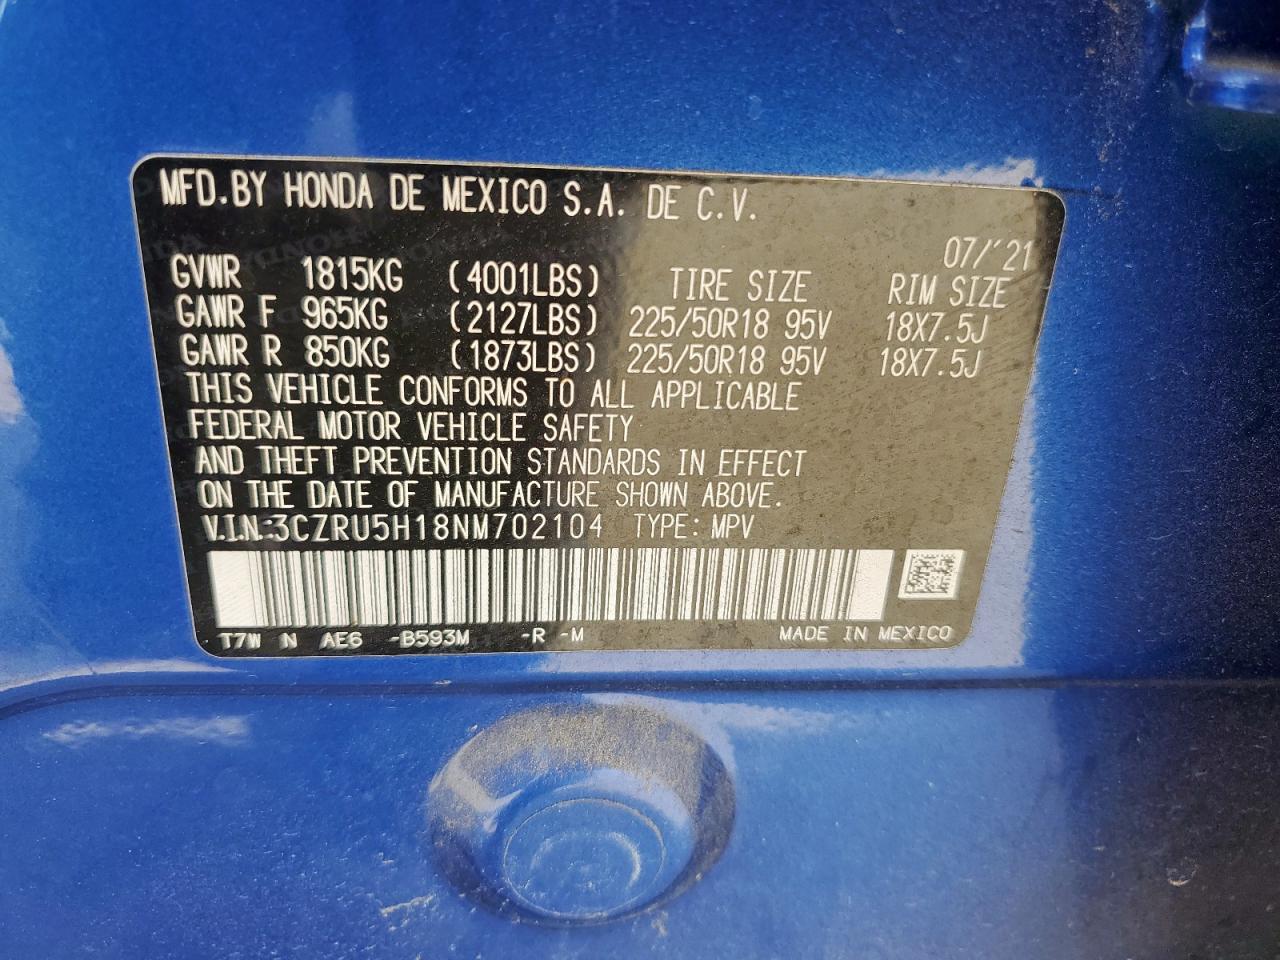 MFD.BY HONDA DE MEXICO S.A. DE C.V.
07/'21
GVWR 1815KG (4001LBS) TIRE SIZE RIM SIZE
GAWR F 965KG (2127LBS) 225/50R18 95V 18X7.5J
GAWR R 850KG (1873LBS) 225/50R18 95V 18X7.5J
THIS VEHICLE CONFORMS TO ALL APPLICABLE
FEDERAL MOTOR VEHICLE SAFETY
AND THEFT PREVENTION STANDARDS IN EFFECT
ON THE DATE OF MANUFACTURE SHOWN ABOVE.
V.I.N.:3CZRU5H18NM702104 TYPE: MPV
T7W N AE6 -B593M -R -M MADE IN MEXICO